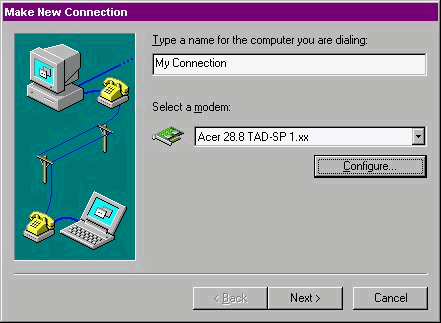 Make New Connection
Type a name for the computer you are dialing:
My Connection
Select a modem:
Acer 28.8 TAD-SP 1.xx
Configure...
< Back
Next >
Cancel